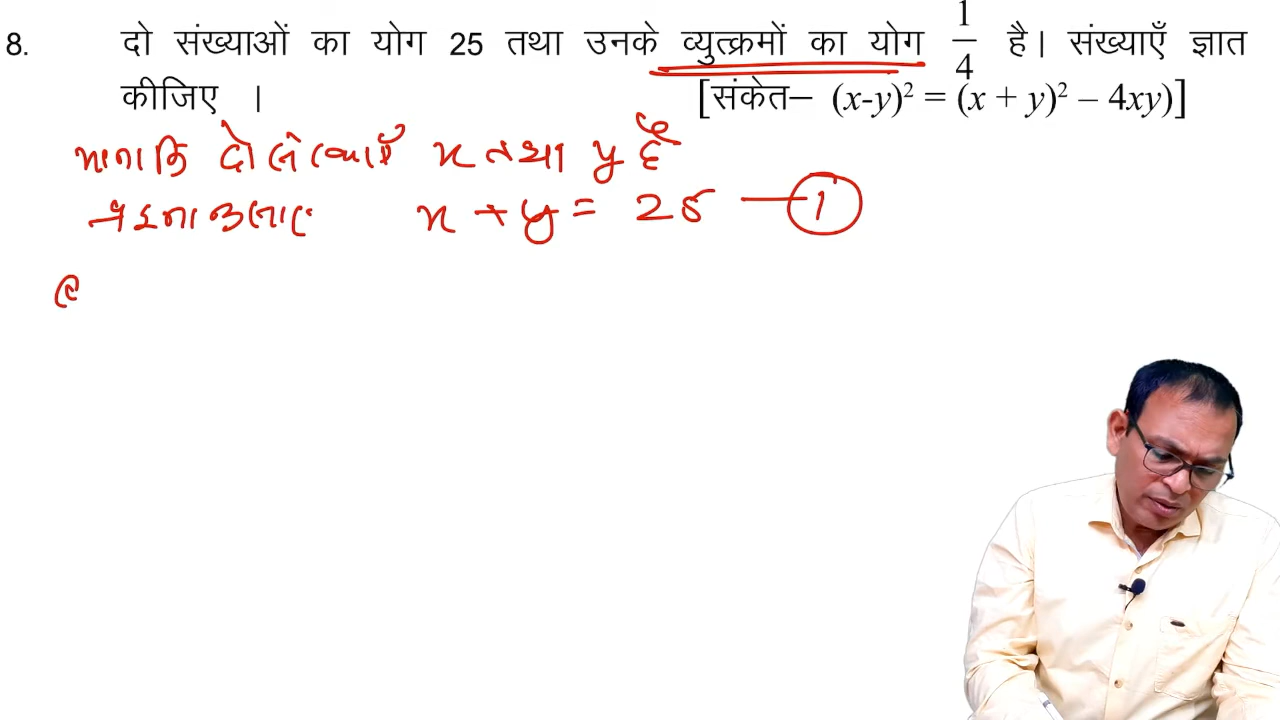 8. दो संख्याओं का योग 25 तथा उनके व्युत्क्रमों का योग 1/4 है। संख्याएँ ज्ञात
कीजिए । [संकेत– (x-y)² = (x + y)² – 4xy)]
माना कि दो संख्याएँ x तथा y हैं
प्रश्नानुसार x + y = 25 — 1